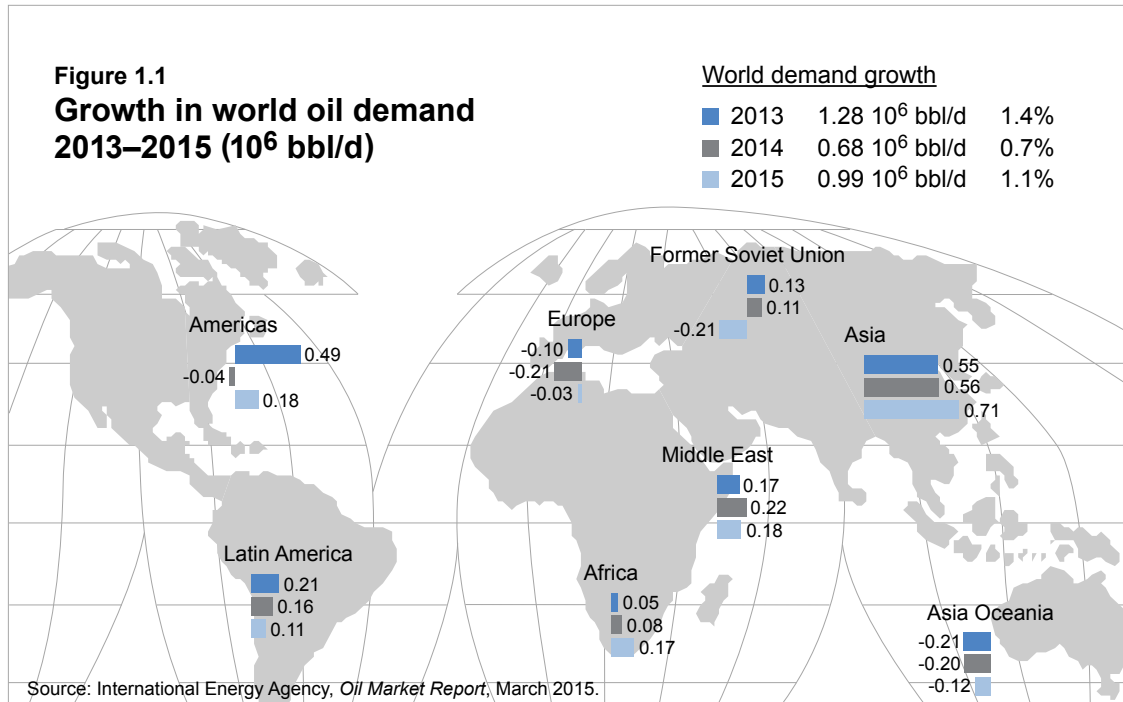 Figure 1.1
Growth in world oil demand
2013–2015 (10⁶ bbl/d)
World demand growth
2013 1.28 10⁶ bbl/d 1.4%
2014 0.68 10⁶ bbl/d 0.7%
2015 0.99 10⁶ bbl/d 1.1%
Former Soviet Union
0.13
0.11
-0.21
Americas
0.49
-0.04
0.18
Europe
-0.10
-0.21
-0.03
Asia
0.55
0.56
0.71
Middle East
0.17
0.22
0.18
Latin America
0.21
0.16
0.11
Africa
0.05
0.08
0.17
Asia Oceania
-0.21
-0.20
-0.12
Source: International Energy Agency, Oil Market Report, March 2015.